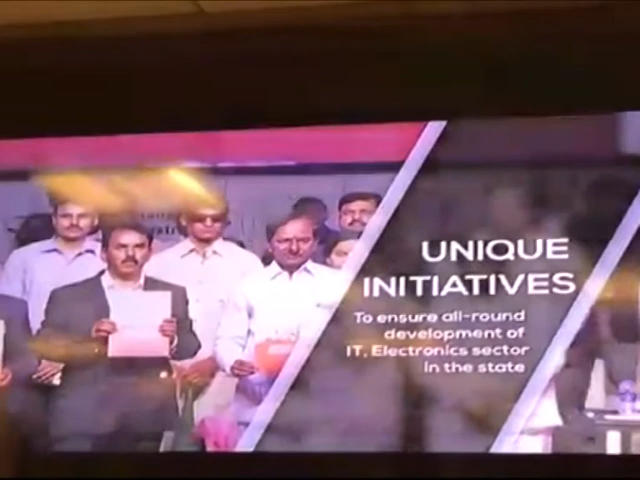 UNIQUE
INITIATIVES
To ensure all-round
development of
IT, Electronics sector
in the state